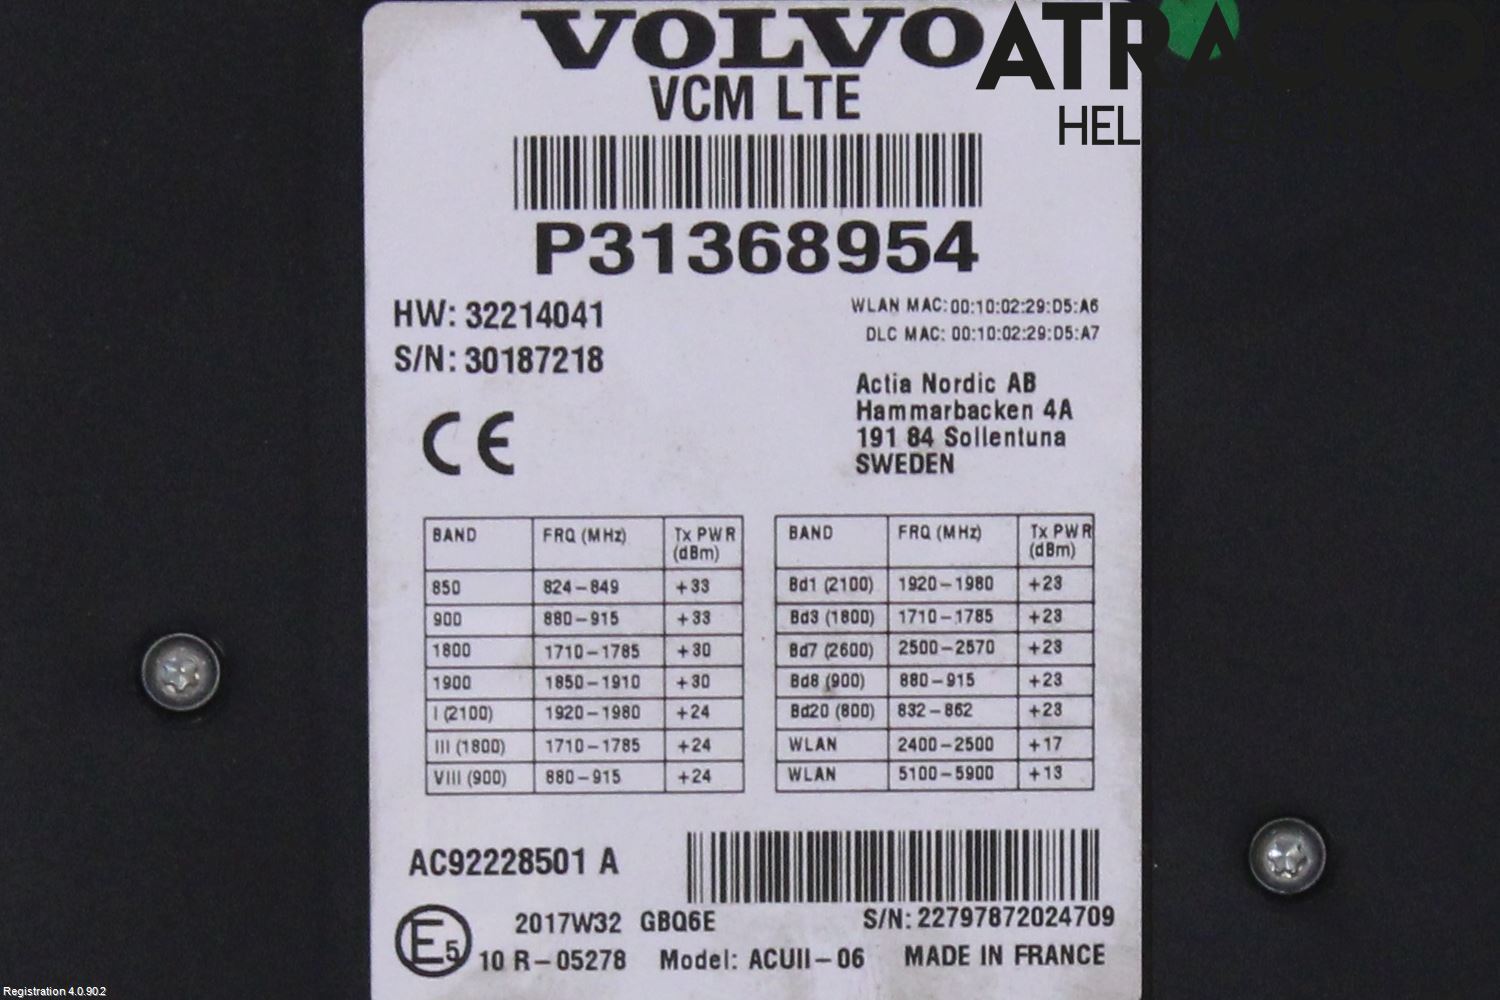 VOLVO
ATRACCO
VCM LTE
HELSINGBORG
P31368954
HW: 32214041
S/N: 30187218
WLAN MAC: 00:10:02:29:D5:A6
DLC MAC: 00:10:02:29:D5:A7
Actia Nordic AB
Hammarbacken 4A
191 84 Sollentuna
SWEDEN
CE
BAND FRQ (MHz) Tx PWR (dBm)
850 824-849 +33
900 880-915 +33
1800 1710-1785 +30
1900 1850-1910 +30
I (2100) 1920-1980 +24
III (1800) 1710-1785 +24
VIII (900) 880-915 +24
BAND FRQ (MHz) Tx PWR (dBm)
Bd1 (2100) 1920-1980 +23
Bd3 (1800) 1710-1785 +23
Bd7 (2600) 2500-2570 +23
Bd8 (900) 880-915 +23
Bd20 (800) 832-862 +23
WLAN 2400-2500 +17
WLAN 5100-5900 +13
AC92228501 A
2017W32 GBQ6E
S/N: 22797872024709
E5
10 R-05278 Model: ACUII-06 MADE IN FRANCE
Registration 4.0.90.2